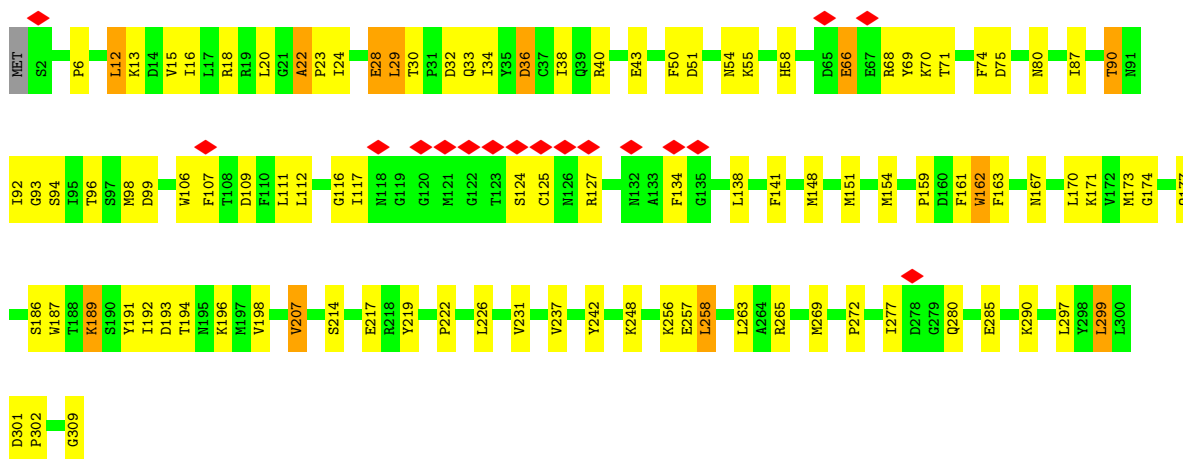 MET S2 P6 L12 K13 D14 V15 I16 L17 R18 R19 L20 G21 A22 P23 I24 E28 L29 T30 P31 D32 Q33 I34 Y35 D36 C37 I38 Q39 R40 E43 F50 D51 N54 K55 H58 D65 E66 E67 R68 Y69 K70 T71 F74 D75 N80 I87 T90 N91
I92 G93 S94 I95 T96 S97 M98 D99 W106 F107 T108 D109 F110 L111 L112 G116 I117 N118 G119 G120 M121 G122 T123 S124 C125 N126 R127 N132 A133 F134 G135 L138 F141 M148 M151 M154 P159 D160 F161 W162 F163 N167 L170 K171 V172 M173 G174
S186 W187 T188 K189 S190 Y191 I192 D193 T194 N195 K196 M197 V198 V207 S214 E217 R218 Y219 P222 L226 V231 V237 Y242 K248 K256 E257 L258 L263 A264 R265 M269 P272 I277 D278 G279 Q280 E285 K290 L297 Y298 L299 L300
D301 P302 G309